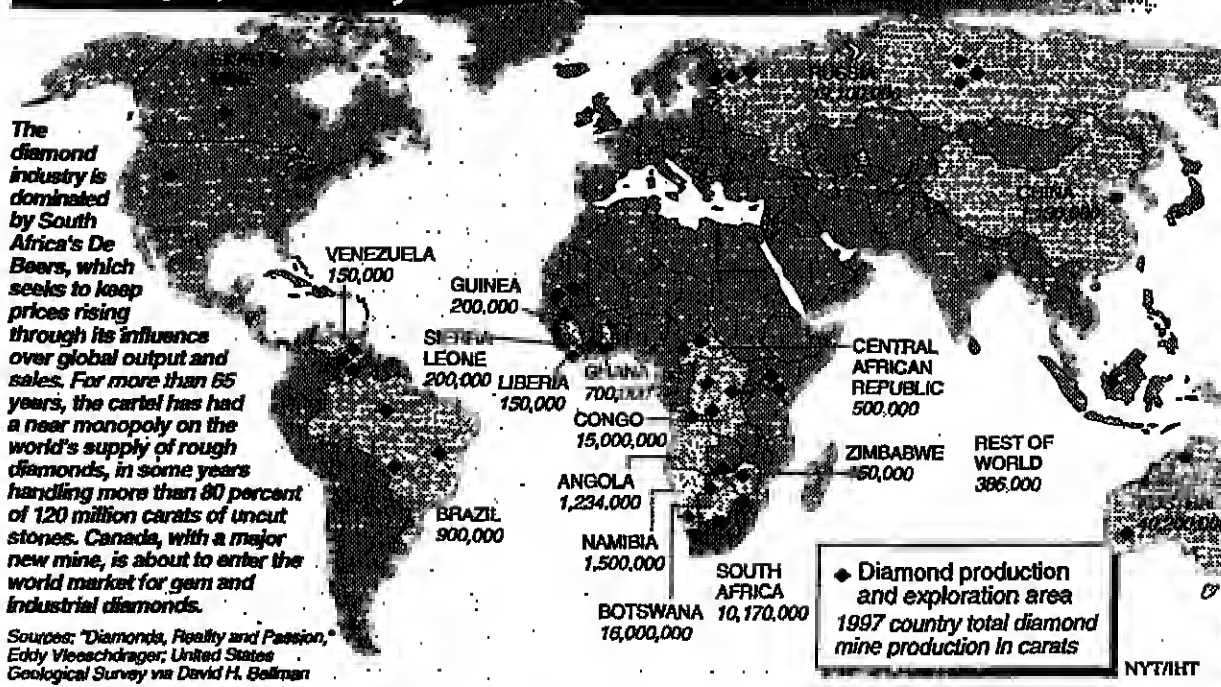 The
diamond
industry is
dominated
by South
Africa's De
Beers, which
seeks to keep
prices rising
through its influence
over global output and
sales. For more than 65
years, the cartel has had
a near monopoly on the
world's supply of rough
diamonds, in some years
handling more than 80 percent
of 120 million carats of uncut
stones. Canada, with a major
new mine, is about to enter the
world market for gem and
industrial diamonds.
Sources: "Diamonds, Reality and Passion,"
Eddy Vleeschdrager; United States
Geological Survey via David H. Bellman
VENEZUELA
150,000
GUINEA
200,000
SIERRA
LEONE
200,000
LIBERIA
150,000
GHANA
700,000
CONGO
15,000,000
ANGOLA
1,234.000
NAMIBIA
1,500,000
BOTSWANA
16,000,000
SOUTH
AFRICA
10,170,000
BRAZIL
900,000
RUSSIA
CHINA
CENTRAL
AFRICAN
REPUBLIC
500,000
ZIMBABWE
REST OF
WORLD
386,000
Diamond production
and exploration area
1997 country total diamond
mine production in carats
NYT/IHT